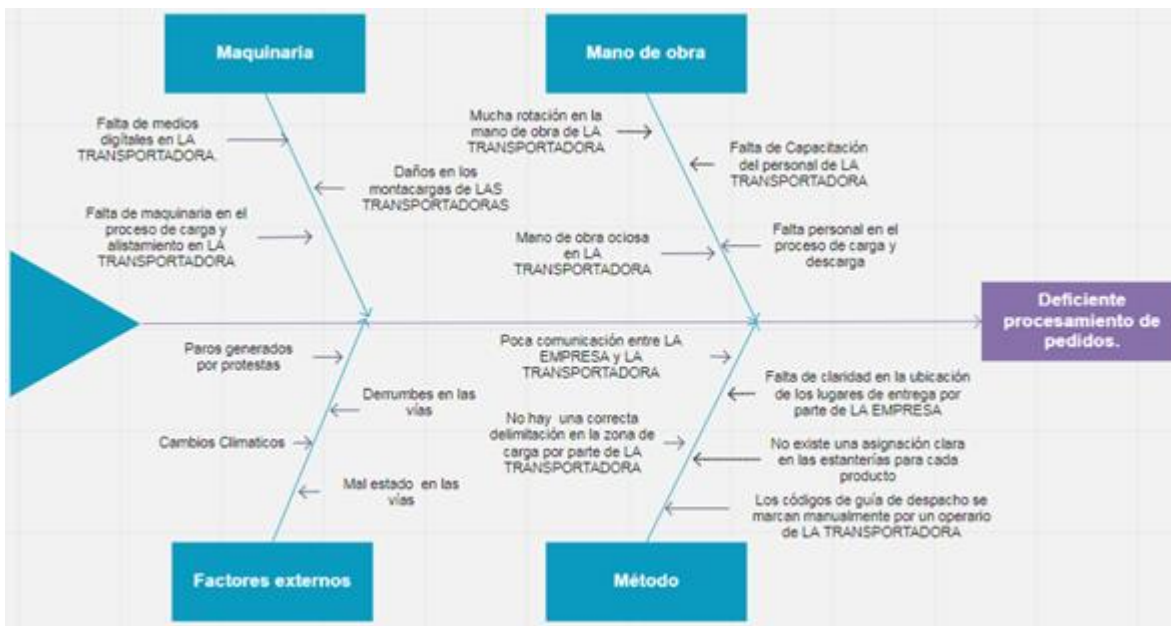 Maquinaria
Mano de obra
Falta de medios
digítales en LA
TRANSPORTADORA.
Daños en los
montacargas de LAS
TRANSPORTADORAS
Falta de maquinaria en el
proceso de carga y
alistamiento en LA
TRANSPORTADORA
Mucha rotación en la
mano de obra de LA
TRANSPORTADORA
Falta de Capacitación
del personal de LA
TRANSPORTADORA
Mano de obra ociosa
en LA
TRANSPORTADORA
Falta personal en el
proceso de carga y
descarga
Deficiente
procesamiento de
pedidos.
Paros generados
por protestas
Derrumbes en las
vías
Cambios Climaticos
Mal estado en las
vías
Poca comunicación entre LA
EMPRESA y LA
TRANSPORTADORA
Falta de claridad en la ubicación
de los lugares de entrega por
parte de LA EMPRESA
No hay una correcta
delimitación en la zona de
carga por parte de LA
TRANSPORTADORA
No existe una asignación clara
en las estanterías para cada
producto
Los códigos de guía de despacho se
marcan manualmente por un operario
de LA TRANSPORTADORA
Factores externos
Método